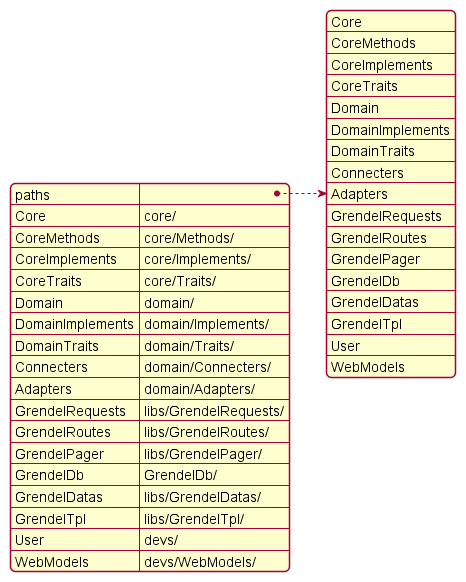 Core
CoreMethods
CoreImplements
CoreTraits
Domain
DomainImplements
DomainTraits
Connecters
Adapters
GrendelRequests
GrendelRoutes
GrendelPager
GrendelDb
GrendelDatas
GrendelTpl
User
WebModels
paths
Core core/
CoreMethods core/Methods/
CoreImplements core/Implements/
CoreTraits core/Traits/
Domain domain/
DomainImplements domain/Implements/
DomainTraits domain/Traits/
Connecters domain/Connecters/
Adapters domain/Adapters/
GrendelRequests libs/GrendelRequests/
GrendelRoutes libs/GrendelRoutes/
GrendelPager libs/GrendelPager/
GrendelDb GrendelDb/
GrendelDatas libs/GrendelDatas/
GrendelTpl libs/GrendelTpl/
User devs/
WebModels devs/WebModels/